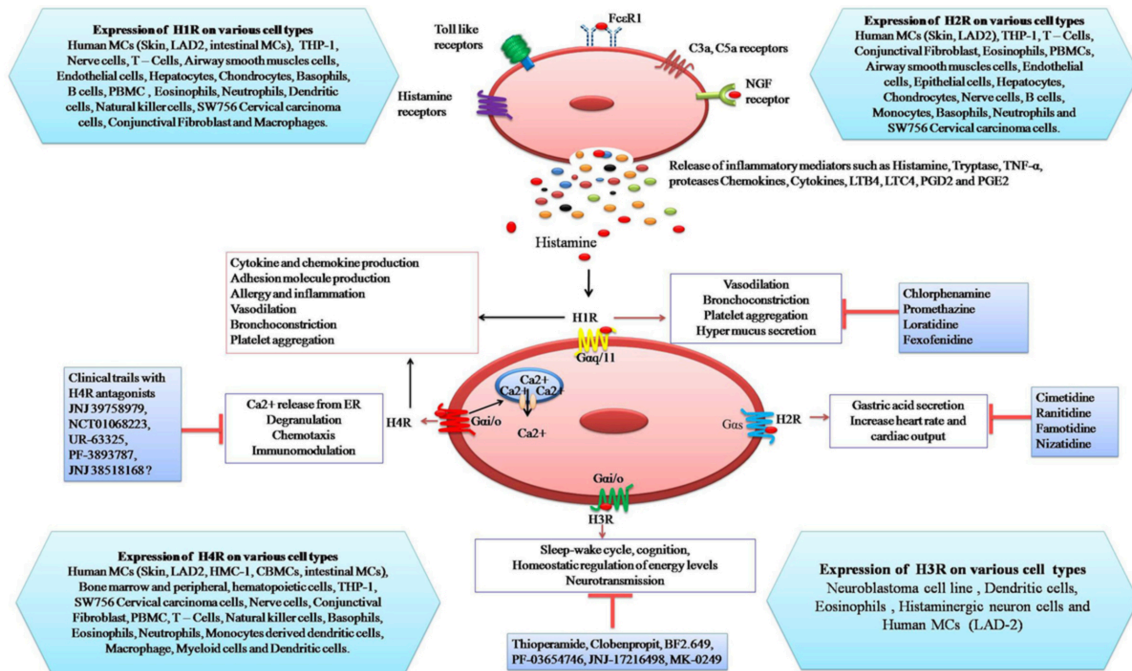 Expression of H1R on various cell types
Human MCs (Skin, LAD2, intestinal MCs), THP-1,
Nerve cells, T – Cells, Airway smooth muscles cells,
Endothelial cells, Hepatocytes, Chondrocytes, Basophils,
B cells, PBMC , Eosinophils, Neutrophils, Dendritic
cells, Natural killer cells, SW756 Cervical carcinoma
cells, Conjunctival Fibroblast and Macrophages.
Toll like
receptors
FcεR1
C3a, C5a receptors
NGF
receptor
Histamine
receptors
Expression of H2R on various cell types
Human MCs (Skin, LAD2), THP-1, T – Cells,
Conjunctival Fibroblast, Eosinophils, PBMCs,
Airway smooth muscles cells, Endothelial
cells, Epithelial cells, Hepatocytes,
Chondrocytes, Nerve cells, B cells,
Monocytes, Basophils, Neutrophils and
SW756 Cervical carcinoma cells.
Release of inflammatory mediators such as Histamine, Tryptase, TNF-α,
proteases Chemokines, Cytokines, LTB4, LTC4, PGD2 and PGE2
Histamine
Cytokine and chemokine production
Adhesion molecule production
Allergy and inflammation
Vasodilation
Bronchoconstriction
Platelet aggregation
H1R
Gαq/11
Vasodilation
Bronchoconstriction
Platelet aggregation
Hyper mucus secretion
Chlorphenamine
Promethazine
Loratidine
Fexofenidine
Clinical trails with
H4R antagonists
JNJ 39758979,
NCT01068223,
UR-63325,
PF-3893787,
JNJ 38518168 ?
Ca2+ release from ER
Degranulation
Chemotaxis
Immunomodulation
H4R
Gαi/o
Ca2+
Ca2+ Ca2+
Ca2+
Gαs
H2R
Gastric acid secretion
Increase heart rate and
cardiac output
Cimetidine
Ranitidine
Famotidine
Nizatidine
Gαi/o
H3R
Sleep-wake cycle, cognition,
Homeostatic regulation of energy levels
Neurotransmission
Thioperamide, Clobenpropit, BF2.649,
PF-03654746, JNJ-17216498, MK-0249
Expression of H4R on various cell types
Human MCs (Skin, LAD2, HMC-1, CBMCs, intestinal MCs),
Bone marrow and peripheral, hematopoietic cells, THP-1,
SW756 Cervical carcinoma cells, Nerve cells, Conjunctival
Fibroblast, PBMC, T – Cells, Natural killer cells, Basophils,
Eosinophils, Neutrophils, Monocytes derived dendritic cells,
Macrophage, Myeloid cells and Dendritic cells.
Expression of H3R on various cell types
Neuroblastoma cell line , Dendritic cells,
Eosinophils , Histaminergic neuron cells and
Human MCs (LAD-2)